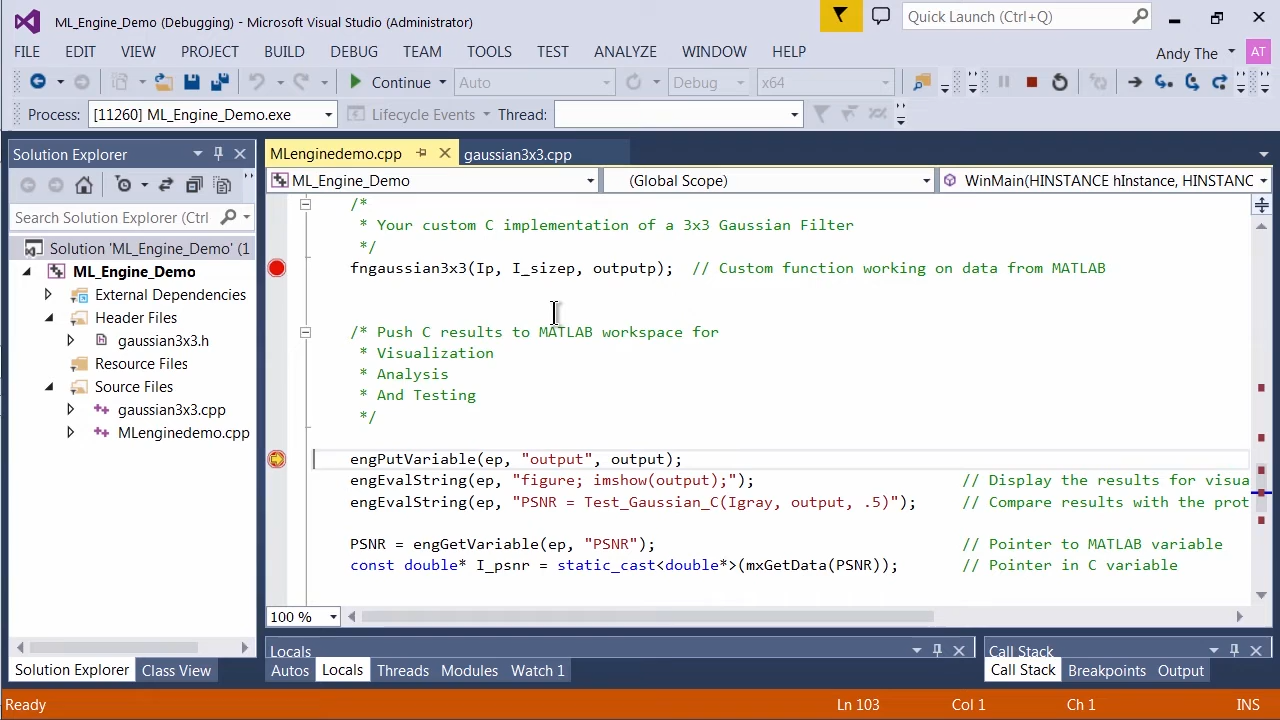 ML_Engine_Demo (Debugging) - Microsoft Visual Studio (Administrator)
Quick Launch (Ctrl+Q)
FILE EDIT VIEW PROJECT BUILD DEBUG TEAM TOOLS TEST ANALYZE WINDOW HELP
Andy The AT
Continue Auto Debug x64
Process: [11260] ML_Engine_Demo.exe Lifecycle Events Thread:
Solution Explorer
MLenginedemo.cpp gaussian3x3.cpp
ML_Engine_Demo (Global Scope) WinMain(HINSTANCE hInstance, HINSTANC
Search Solution Explorer (Ctrl
Solution 'ML_Engine_Demo' (1
ML_Engine_Demo
External Dependencies
Header Files
gaussian3x3.h
Resource Files
Source Files
gaussian3x3.cpp
MLenginedemo.cpp
Solution Explorer Class View
/*
* Your custom C implementation of a 3x3 Gaussian Filter
*/
fngaussian3x3(Ip, I_sizep, outputp); // Custom function working on data from MATLAB
/* Push C results to MATLAB workspace for
* Visualization
* Analysis
* And Testing
*/
engPutVariable(ep, "output", output);
engEvalString(ep, "figure; imshow(output);"); // Display the results for visua
engEvalString(ep, "PSNR = Test_Gaussian_C(Igray, output, .5)"); // Compare results with the prot
PSNR = engGetVariable(ep, "PSNR"); // Pointer to MATLAB variable
const double* I_psnr = static_cast<double*>(mxGetData(PSNR)); // Pointer in C variable
100 %
Locals
Autos Locals Threads Modules Watch 1
Call Stack
Call Stack Breakpoints Output
Ready Ln 103 Col 1 Ch 1 INS